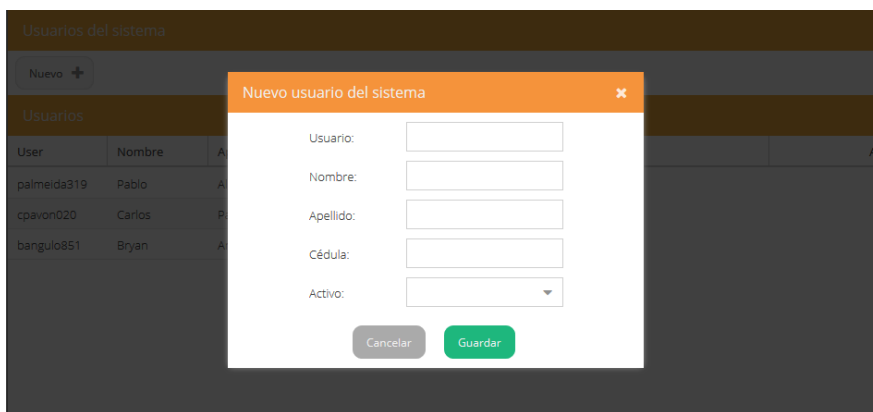 Usuarios del sistema
Nuevo
Nuevo usuario del sistema
Usuarios
Usuario:
User Nombre
Nombre:
palmeida319 Pablo
Apellido:
cpavon020 Carlos
Cédula:
bangulo851 Bryan
Activo:
Cancelar Guardar